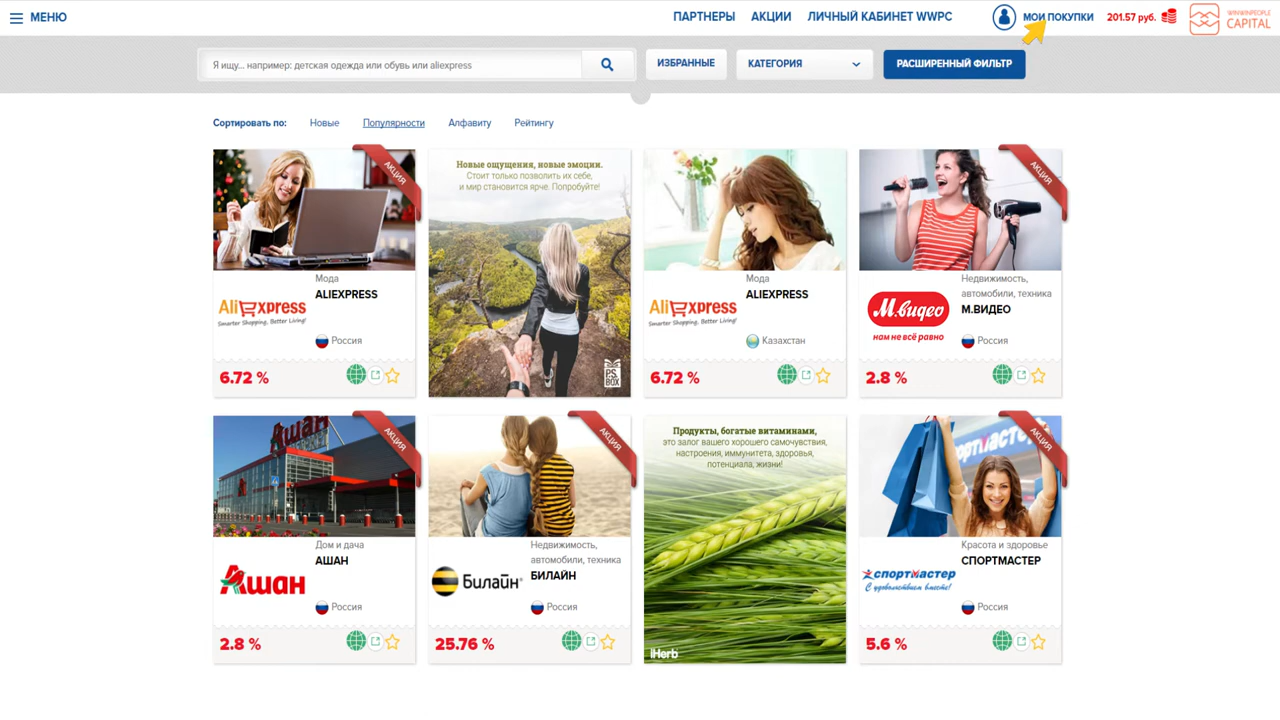 МЕНЮ
ПАРТНЕРЫ АКЦИИ ЛИЧНЫЙ КАБИНЕТ WWPC
МОИ ПОКУПКИ
201.57 руб.
WINWINPEOPLE
CAPITAL
Я ищу... например: детская одежда или обувь или aliexpress
ИЗБРАННЫЕ
КАТЕГОРИЯ
РАСШИРЕННЫЙ ФИЛЬТР
Сортировать по: Новые Популярности Алфавиту Рейтингу
АКЦИЯ
Мода
ALIEXPRESS
AliExpress
Smarter Shopping, Better Living!
Россия
6.72 %
Новые ощущения, новые эмоции.
Стоит только позволить их себе,
и мир становится ярче. Попробуйте!
P.S.
BOX
Мода
ALIEXPRESS
AliExpress
Smarter Shopping, Better Living!
Казахстан
6.72 %
АКЦИЯ
Недвижимость,
автомобили, техника
М.ВИДЕО
М.видео
нам не всё равно
Россия
2.8 %
Ашан
АКЦИЯ
Дом и дача
АШАН
Ашан
Россия
2.8 %
АКЦИЯ
Недвижимость,
автомобили, техника
БИЛАЙН
Билайн®
Россия
25.76 %
Продукты, богатые витаминами,
это залог вашего хорошего самочувствия,
настроения, иммунитета, здоровья,
потенциала, жизни!
iHerb
СПОРТМАСТЕ
АКЦИЯ
Красота и здоровье
СПОРТМАСТЕР
СПОРТМАСТЕР
С удовольствием вместе!
Россия
5.6 %